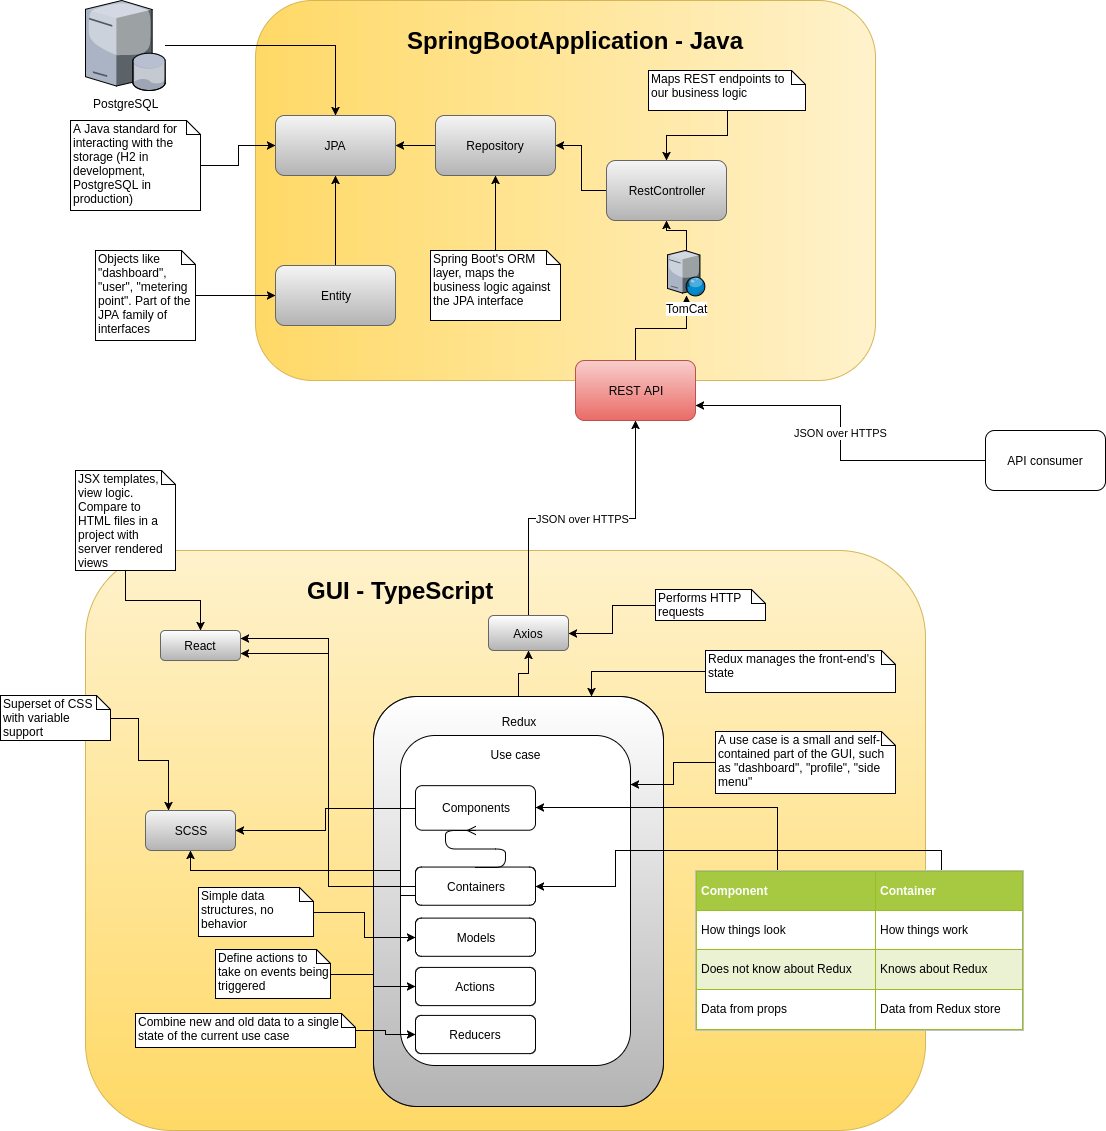 SpringBootApplication - Java
PostgreSQL
Maps REST endpoints to
our business logic
A Java standard for
interacting with the
storage (H2 in
development,
PostgreSQL in
production)
JPA
Repository
RestController
Objects like
"dashboard",
"user", "metering
point". Part of the
JPA family of
interfaces
Entity
Spring Boot's ORM
layer, maps the
business logic against
the JPA interface
TomCat
REST API
JSON over HTTPS
API consumer
JSX templates,
view logic.
Compare to
HTML files in a
project with
server rendered
views
JSON over HTTPS
GUI - TypeScript
React
Axios
Performs HTTP
requests
Redux manages the front-end's
state
Superset of CSS
with variable
support
Redux
Use case
A use case is a small and self-
contained part of the GUI, such
as "dashboard", "profile", "side
menu"
SCSS
Components
Containers
Models
Actions
Reducers
Simple data
structures, no
behavior
Define actions to
take on events being
triggered
Combine new and old data to a single
state of the current use case
Component Container
How things look How things work
Does not know about Redux Knows about Redux
Data from props Data from Redux store